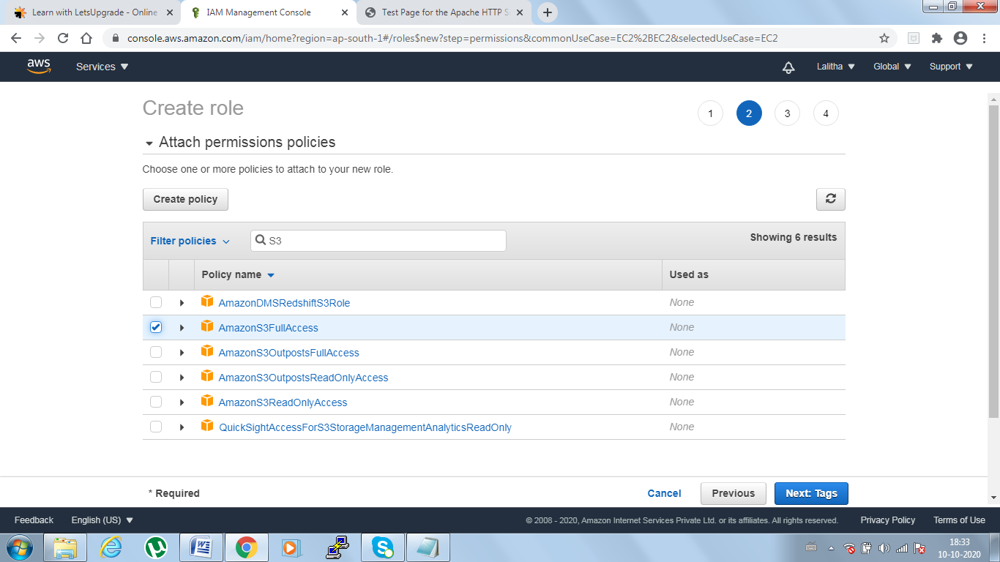 Learn with LetsUpgrade - Online
IAM Management Console
Test Page for the Apache HTTP S
console.aws.amazon.com/iam/home?region=ap-south-1#/roles$new?step=permissions&commonUseCase=EC2%2BEC2&selectedUseCase=EC2
aws Services Lalitha Global Support
Create role
1 2 3 4
Attach permissions policies
Choose one or more policies to attach to your new role.
Create policy
Filter policies S3 Showing 6 results
Policy name Used as
AmazonDMSRedshiftS3Role None
AmazonS3FullAccess None
AmazonS3OutpostsFullAccess None
AmazonS3OutpostsReadOnlyAccess None
AmazonS3ReadOnlyAccess None
QuickSightAccessForS3StorageManagementAnalyticsReadOnly None
* Required Cancel Previous Next: Tags
Feedback English (US) © 2008 - 2020, Amazon Internet Services Private Ltd. or its affiliates. All rights reserved. Privacy Policy Terms of Use
18:33
10-10-2020